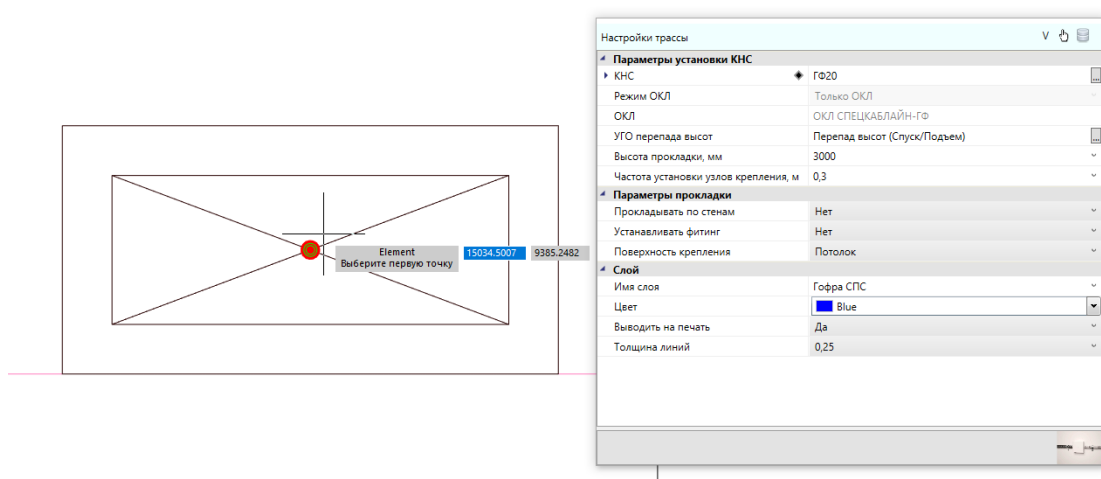 Настройки трассы V
Параметры установки КНС
КНС ГФ20 ...
Режим ОКЛ Только ОКЛ
ОКЛ ОКЛ СПЕЦКАБЛАЙН-ГФ
УГО перепада высот Перепад высот (Спуск/Подъем) ...
Высота прокладки, мм 3000
Частота установки узлов крепления, м 0,3
Параметры прокладки
Прокладывать по стенам Нет
Устанавливать фитинг Нет
Поверхность крепления Потолок
Слой
Имя слоя Гофра СПС
Цвет Blue
Выводить на печать Да
Толщина линий 0,25
Element
Выберите первую точку
15034.5007 9385.2482